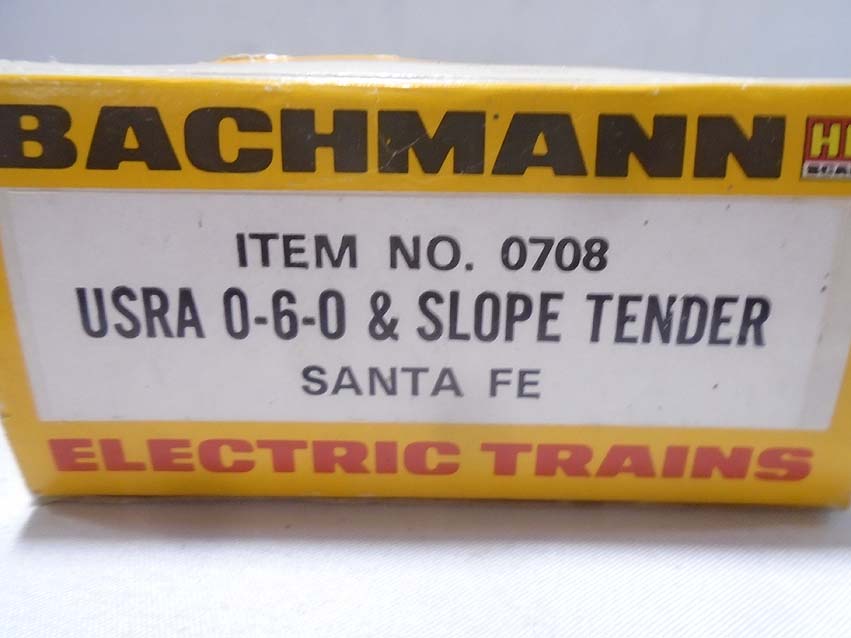 BACHMANN
ITEM NO. 0708
USRA 0-6-0 & SLOPE TENDER
SANTA FE
ELECTRIC TRAINS